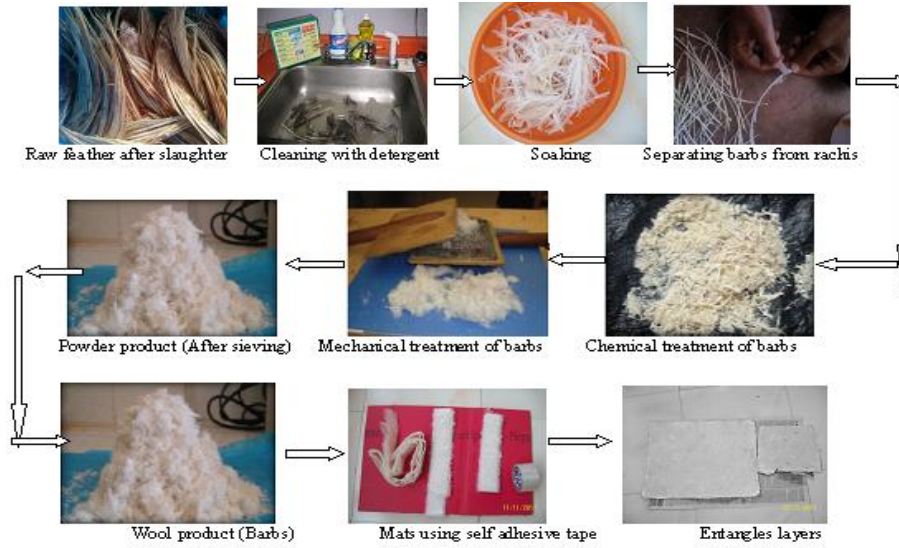 Raw feather after slaughter
Cleaning with detergent
Soaking
Separating barbs from rachis
Chemical treatment of barbs
Mechanical treatment of barbs
Powder product (After sieving)
Wool product (Barbs)
Mats using self adhesive tape
Entangles layers